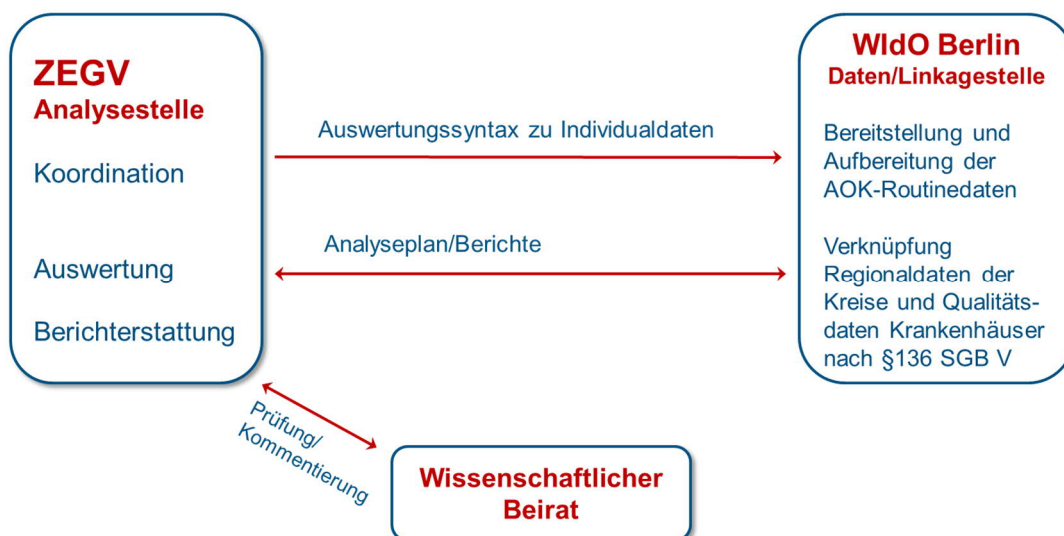 ZEGV
Analysestelle
Koordination
Auswertung
Berichterstattung
Auswertungssyntax zu Individualdaten
Analyseplan/Berichte
WIdO Berlin
Daten/Linkagestelle
Bereitstellung und
Aufbereitung der
AOK-Routinedaten
Verknüpfung
Regionaldaten der
Kreise und Qualitäts-
daten Krankenhäuser
nach §136 SGB V
Prüfung/
Kommentierung
Wissenschaftlicher
Beirat